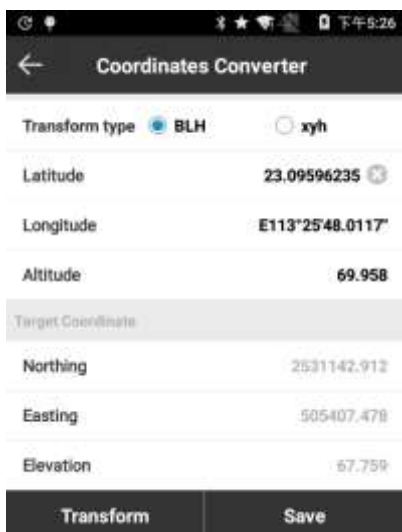 下午5:26
Coordinates Converter
Transform type BLH xyh
Latitude 23.09596235
Longitude E113°25'48.0117"
Altitude 69.958
Target Coordinate
Northing 2531142.912
Easting 505407.478
Elevation 67.759
Transform Save